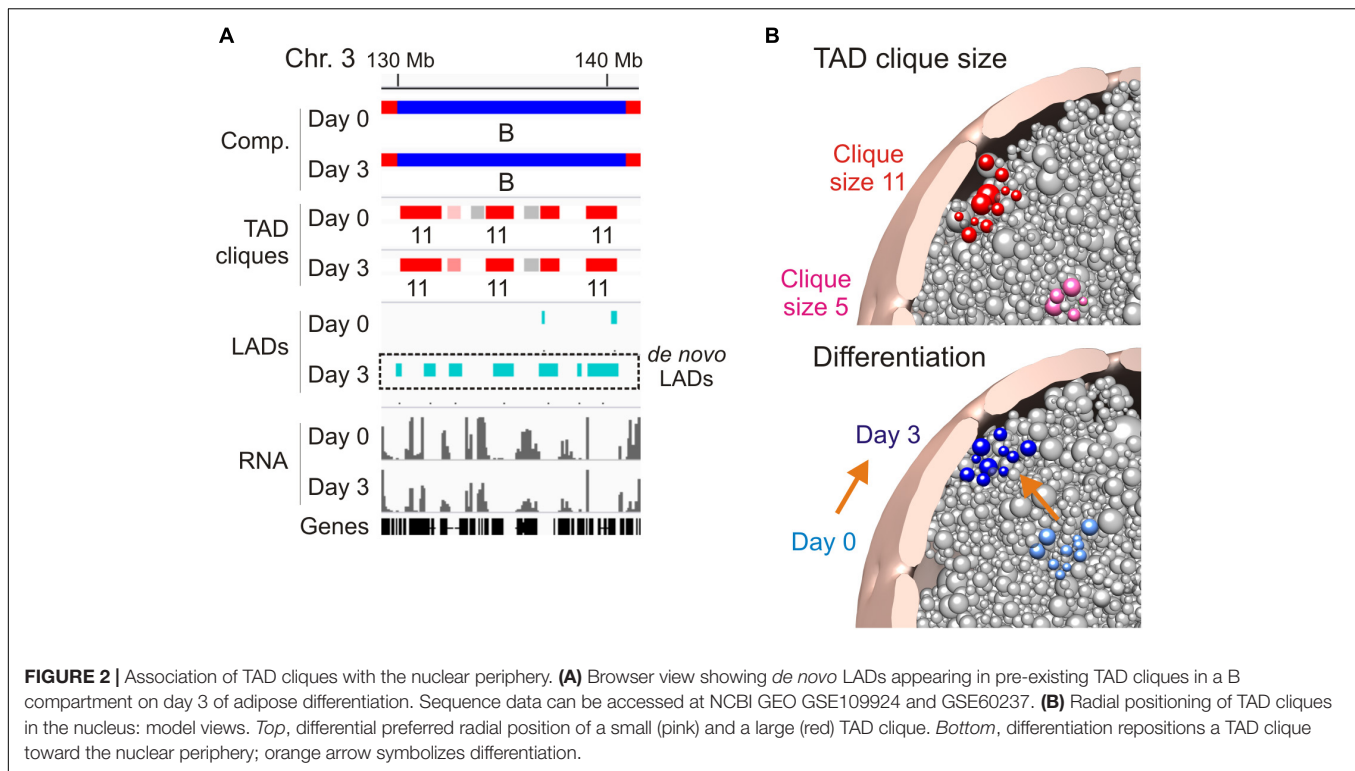 A
Chr. 3 130 Mb 140 Mb
Comp.
Day 0
B
Day 3
B
TAD cliques
Day 0
11 11 11
Day 3
11 11 11
LADs
Day 0
Day 3
de novo LADs
RNA
Day 0
Day 3
Genes
B
TAD clique size
Clique
size 11
Clique
size 5
Differentiation
Day 3
Day 0
FIGURE 2 | Association of TAD cliques with the nuclear periphery. (A) Browser view showing de novo LADs appearing in pre-existing TAD cliques in a B
compartment on day 3 of adipose differentiation. Sequence data can be accessed at NCBI GEO GSE109924 and GSE60237. (B) Radial positioning of TAD cliques
in the nucleus: model views. Top, differential preferred radial position of a small (pink) and a large (red) TAD clique. Bottom, differentiation repositions a TAD clique
toward the nuclear periphery; orange arrow symbolizes differentiation.